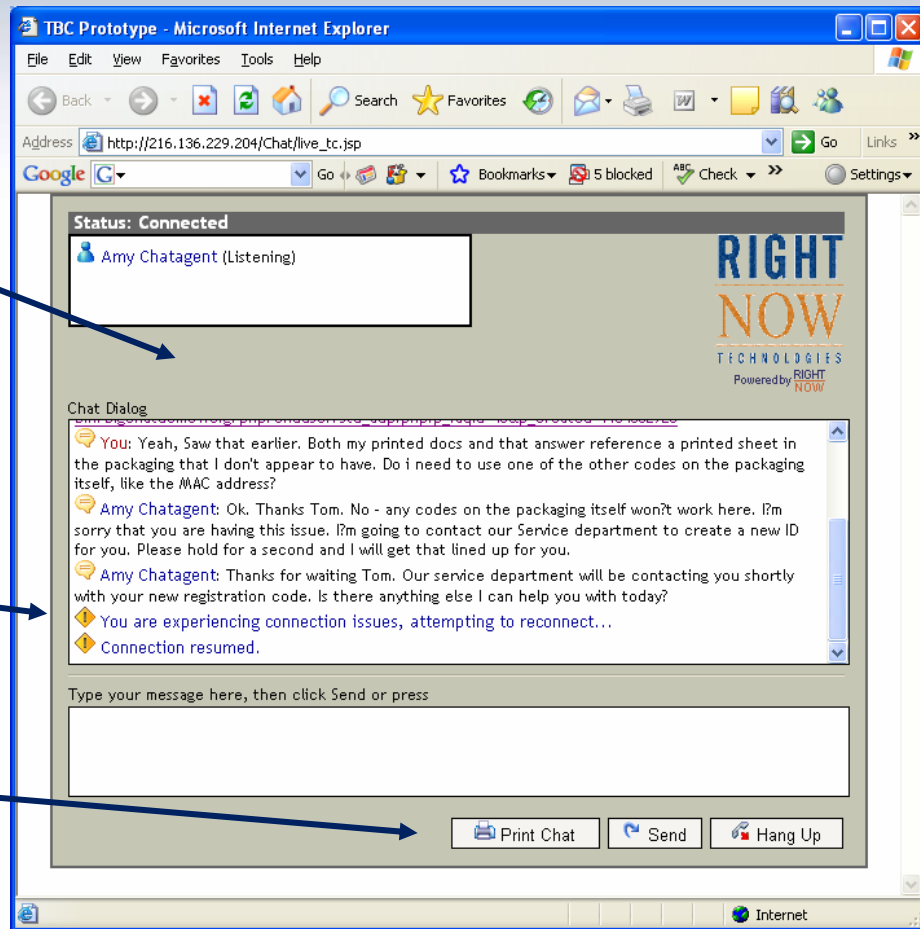 TBC Prototype - Microsoft Internet Explorer
File Edit View Favorites Tools Help
Back Search Favorites W
Address http://216.136.229.204/Chat/live_tc.jsp Go Links »
Google G Go Bookmarks 5 blocked ABC Check » Settings
Status: Connected
Amy Chatagent (Listening)
RIGHT
NOW
TECHNOLOGIES
Powered by RIGHT
NOW
Chat Dialog
You: Yeah, Saw that earlier. Both my printed docs and that answer reference a printed sheet in
the packaging that I don't appear to have. Do i need to use one of the other codes on the packaging
itself, like the MAC address?
Amy Chatagent: Ok. Thanks Tom. No - any codes on the packaging itself won?t work here. I?m
sorry that you are having this issue. I?m going to contact our Service department to create a new ID
for you. Please hold for a second and I will get that lined up for you.
Amy Chatagent: Thanks for waiting Tom. Our service department will be contacting you shortly
with your new registration code. Is there anything else I can help you with today?
You are experiencing connection issues, attempting to reconnect...
Connection resumed.
Type your message here, then click Send or press
Print Chat Send Hang Up
Internet